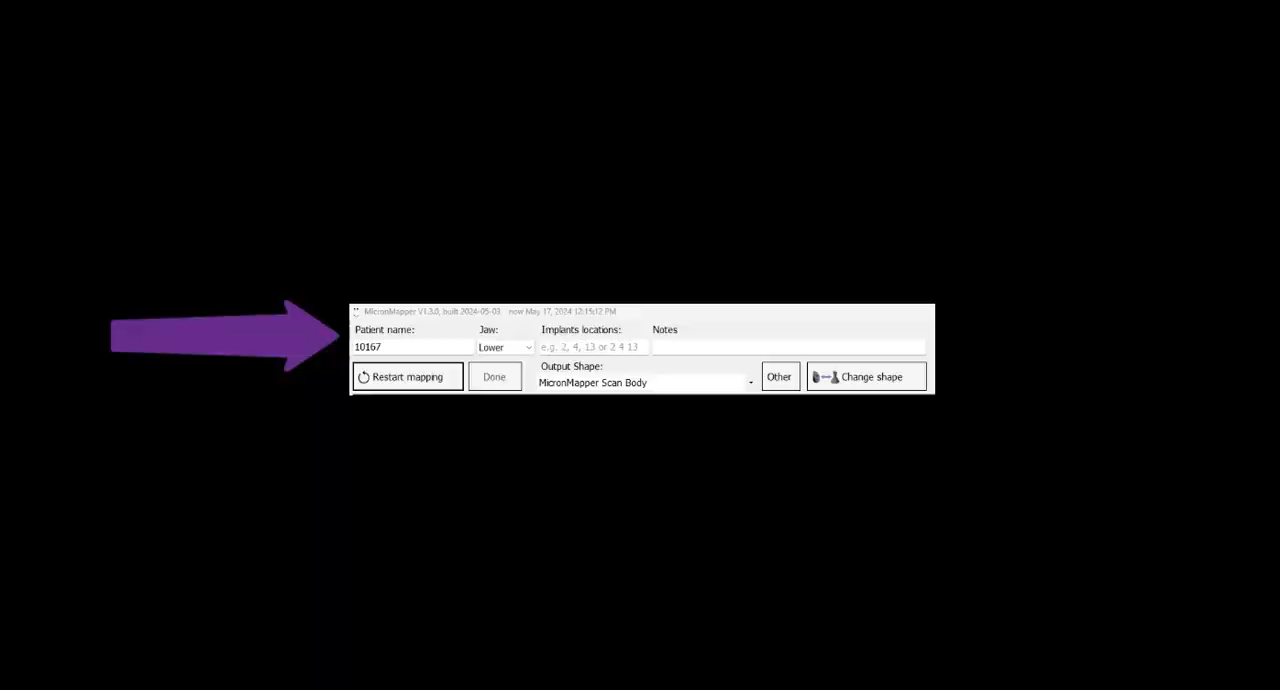 MicronMapper V1.3.0, built 2024-05-03 now May 17, 2024 12:15:12 PM
Patient name: Jaw: Implants locations: Notes
10167 Lower e.g. 2, 4, 13 or 2 4 13
Output Shape:
Restart mapping Done MicronMapper Scan Body Other Change shape